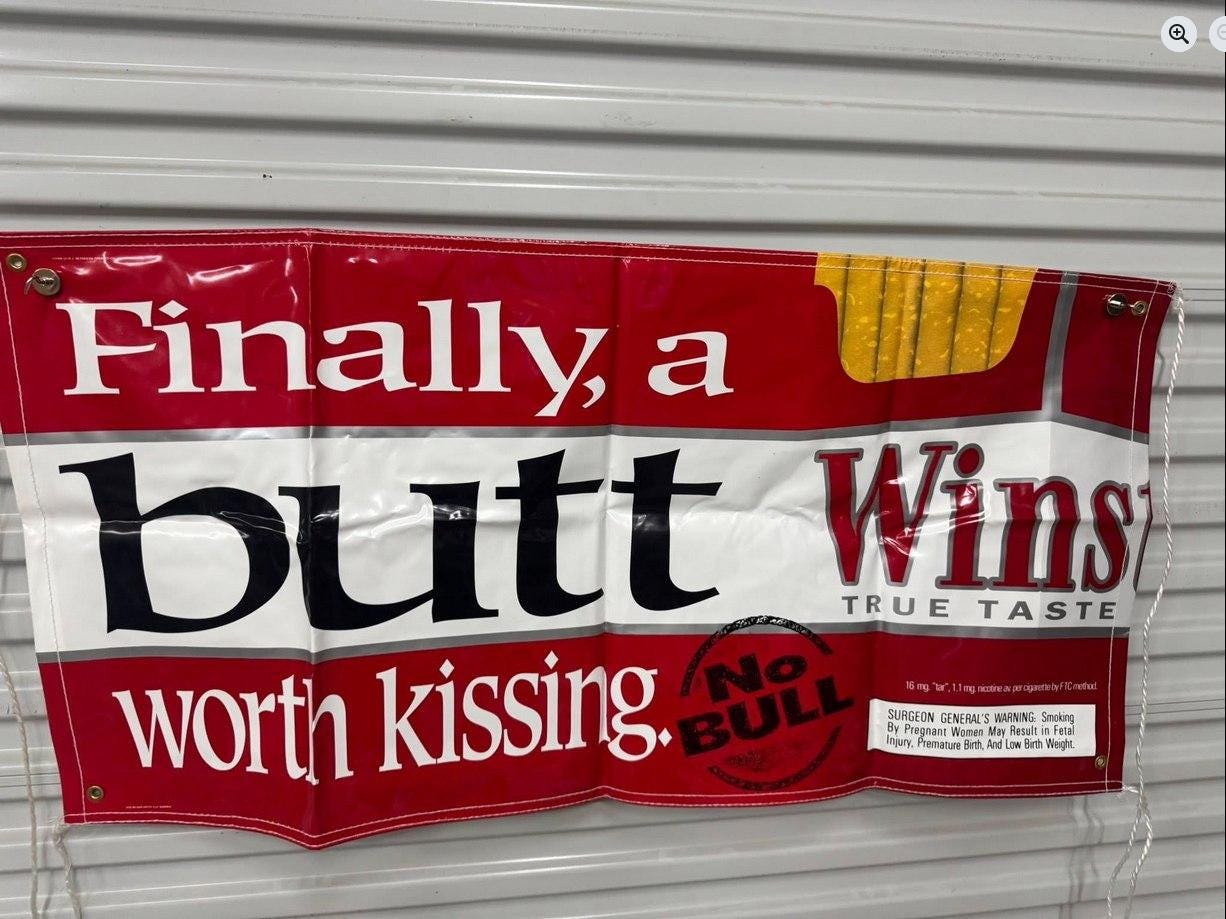 Finally, a
butt
worth kissing.
Wins
TRUE TASTE
No
BULL
16 mg. "tar", 1.1 mg. nicotine av. per cigarette by FTC method.
SURGEON GENERAL'S WARNING: Smoking
By Pregnant Women May Result in Fetal
Injury, Premature Birth, And Low Birth Weight.